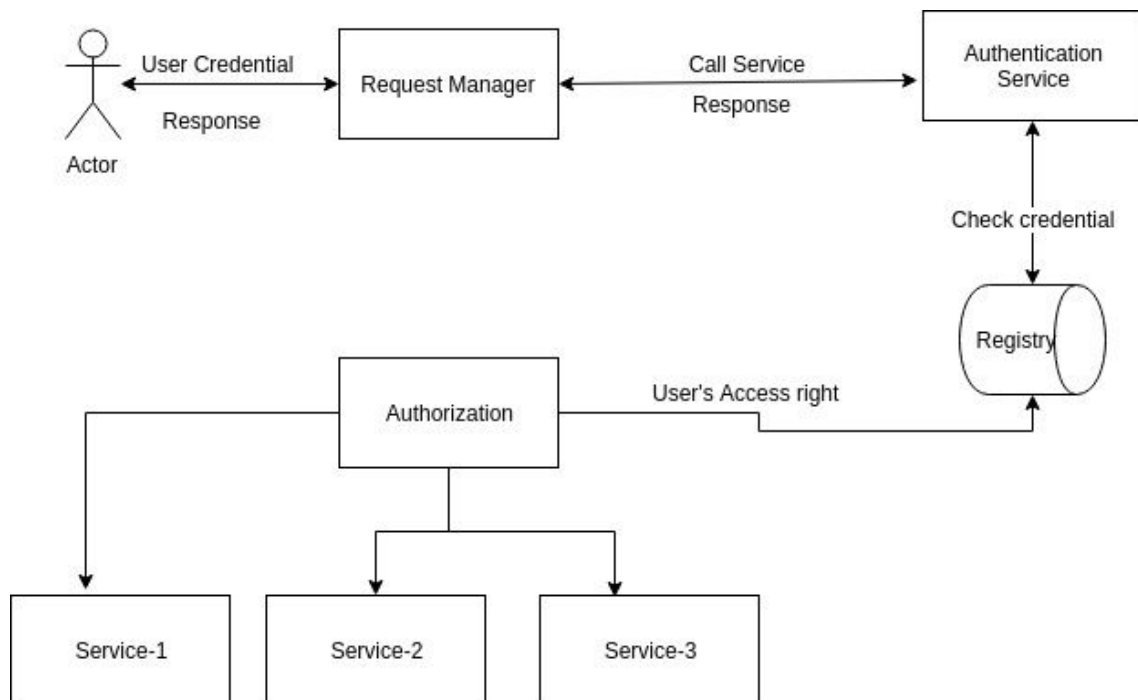 User Credential
Response
Actor
Request Manager
Call Service
Response
Authentication
Service
Check credential
Registry
User's Access right
Authorization
Service-1
Service-2
Service-3